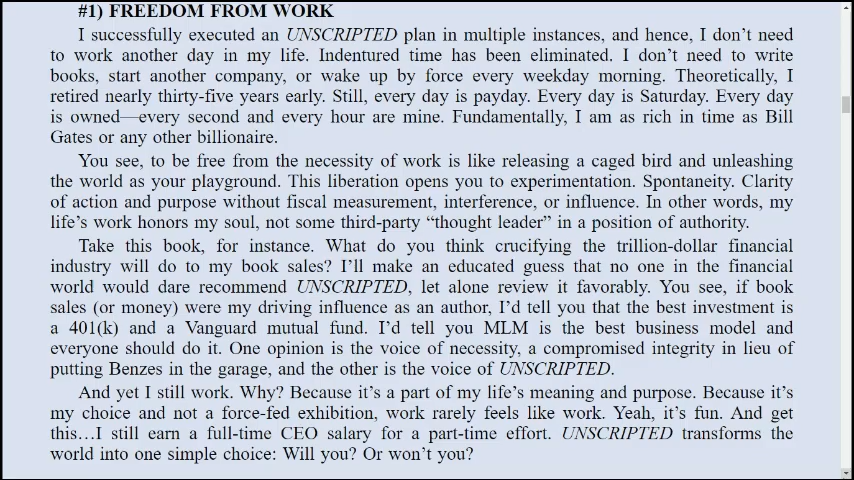 #1) FREEDOM FROM WORK
I successfully executed an UNSCRIPTED plan in multiple instances, and hence, I don’t need
to work another day in my life. Indentured time has been eliminated. I don’t need to write
books, start another company, or wake up by force every weekday morning. Theoretically, I
retired nearly thirty-five years early. Still, every day is payday. Every day is Saturday. Every day
is owned—every second and every hour are mine. Fundamentally, I am as rich in time as Bill
Gates or any other billionaire.
You see, to be free from the necessity of work is like releasing a caged bird and unleashing
the world as your playground. This liberation opens you to experimentation. Spontaneity. Clarity
of action and purpose without fiscal measurement, interference, or influence. In other words, my
life’s work honors my soul, not some third-party “thought leader” in a position of authority.
Take this book, for instance. What do you think crucifying the trillion-dollar financial
industry will do to my book sales? I’ll make an educated guess that no one in the financial
world would dare recommend UNSCRIPTED, let alone review it favorably. You see, if book
sales (or money) were my driving influence as an author, I’d tell you that the best investment is
a 401(k) and a Vanguard mutual fund. I’d tell you MLM is the best business model and
everyone should do it. One opinion is the voice of necessity, a compromised integrity in lieu of
putting Benzes in the garage, and the other is the voice of UNSCRIPTED.
And yet I still work. Why? Because it’s a part of my life’s meaning and purpose. Because it’s
my choice and not a force-fed exhibition, work rarely feels like work. Yeah, it’s fun. And get
this…I still earn a full-time CEO salary for a part-time effort. UNSCRIPTED transforms the
world into one simple choice: Will you? Or won’t you?